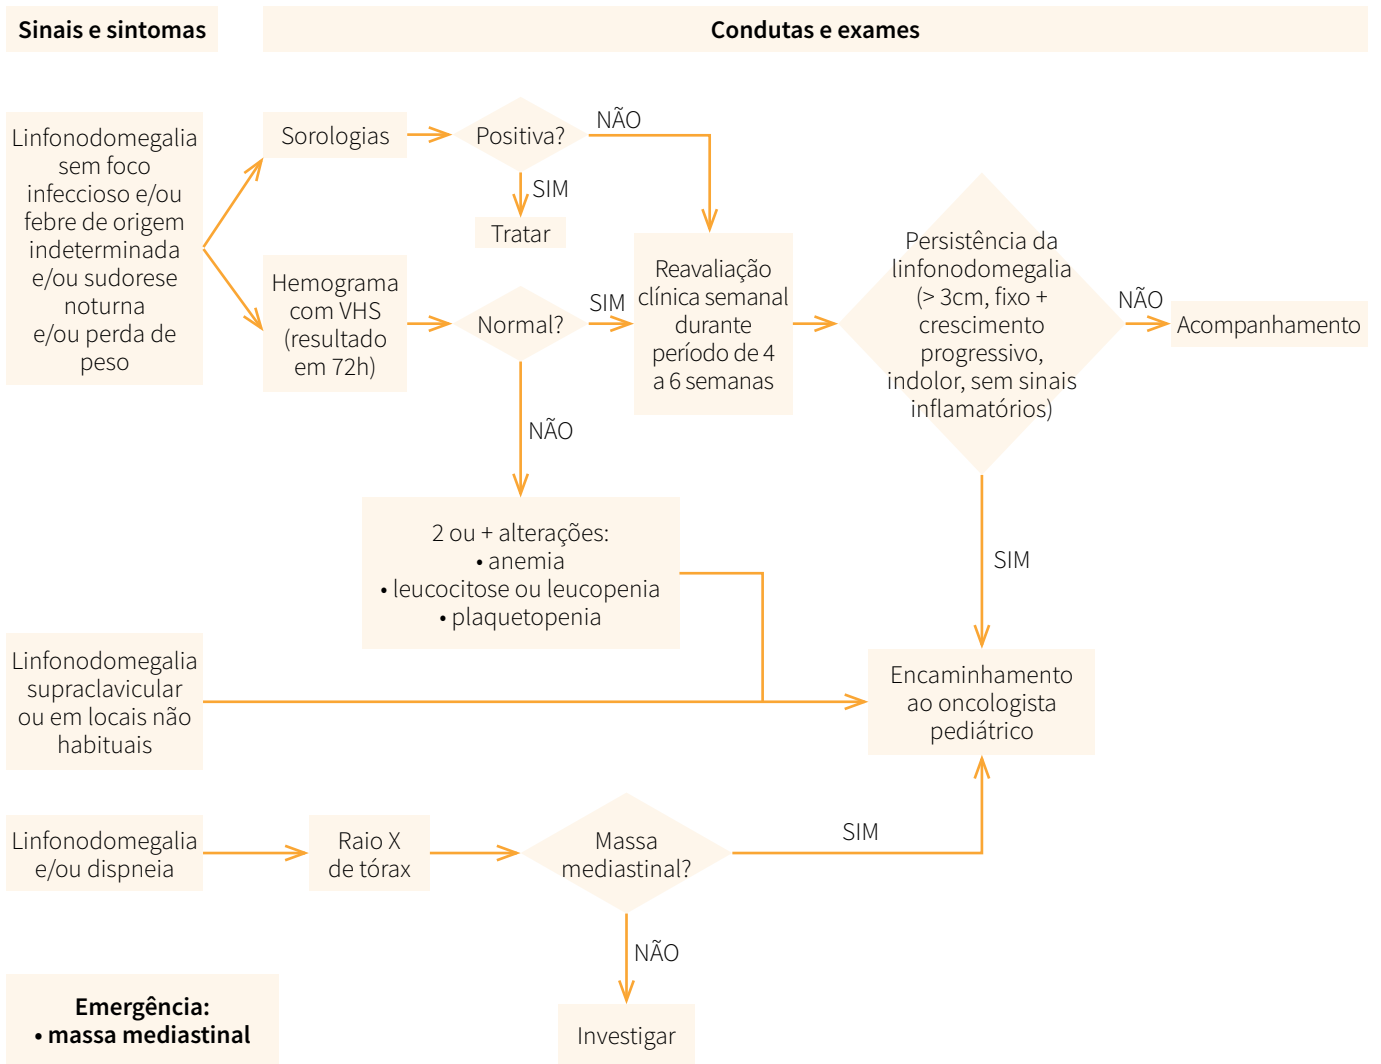 Sinais e sintomas
Condutas e exames
Linfonodomegalia
sem foco
infeccioso e/ou
febre de origem
indeterminada
e/ou sudorese
noturna
e/ou perda de
peso
Sorologias
Positiva?
NÃO
SIM
Tratar
Hemograma
com VHS
(resultado
em 72h)
Normal?
SIM
NÃO
Reavaliação
clínica semanal
durante
período de 4
a 6 semanas
Persistência da
linfonodomegalia
(> 3cm, fixo +
crescimento
progressivo,
indolor, sem sinais
inflamatórios)
NÃO
Acompanhamento
SIM
2 ou + alterações:
• anemia
• leucocitose ou leucopenia
• plaquetopenia
Linfonodomegalia
supraclavicular
ou em locais não
habituais
Encaminhamento
ao oncologista
pediátrico
Linfonodomegalia
e/ou dispneia
Raio X
de tórax
Massa
mediastinal?
SIM
NÃO
Investigar
Emergência:
• massa mediastinal